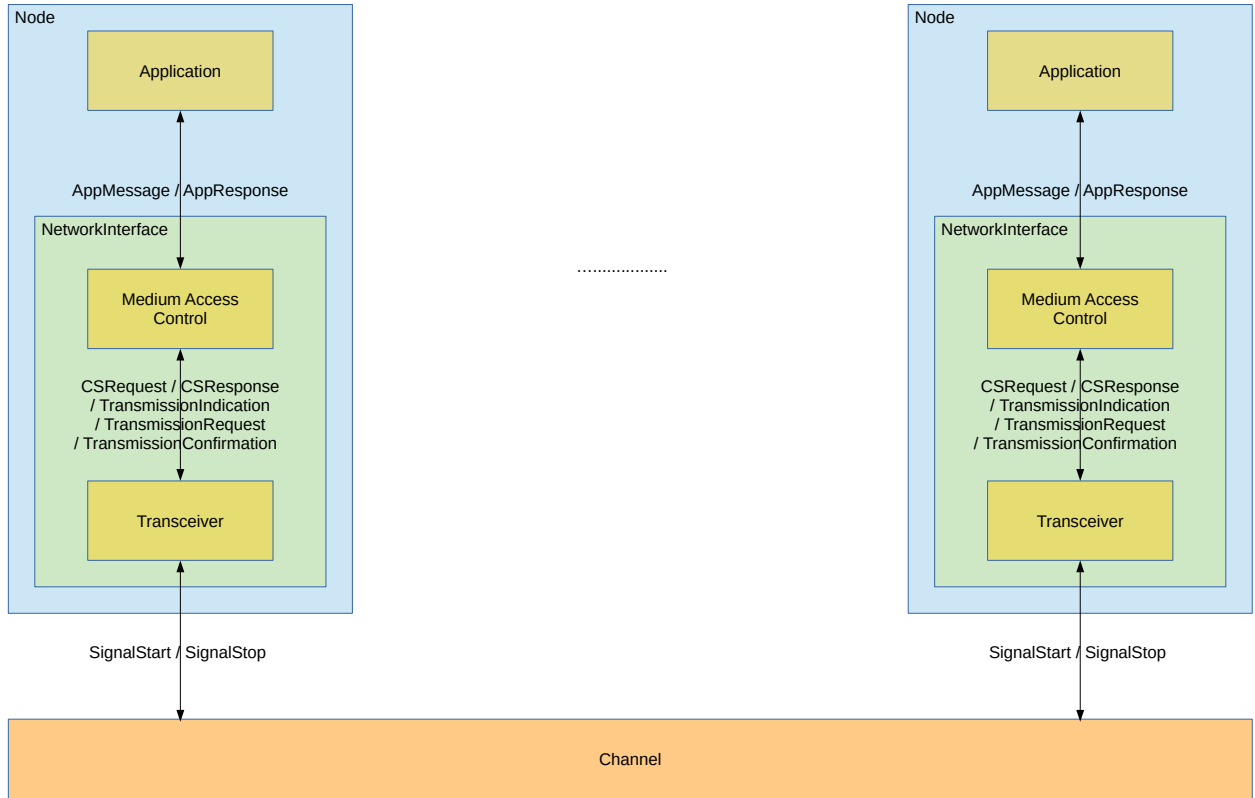 Node
Application
AppMessage / AppResponse
NetworkInterface
Medium Access
Control
CSRequest / CSResponse
/ TransmissionIndication
/ TransmissionRequest
/ TransmissionConfirmation
Transceiver
SignalStart / SignalStop
…...............
Node
Application
AppMessage / AppResponse
NetworkInterface
Medium Access
Control
CSRequest / CSResponse
/ TransmissionIndication
/ TransmissionRequest
/ TransmissionConfirmation
Transceiver
SignalStart / SignalStop
Channel